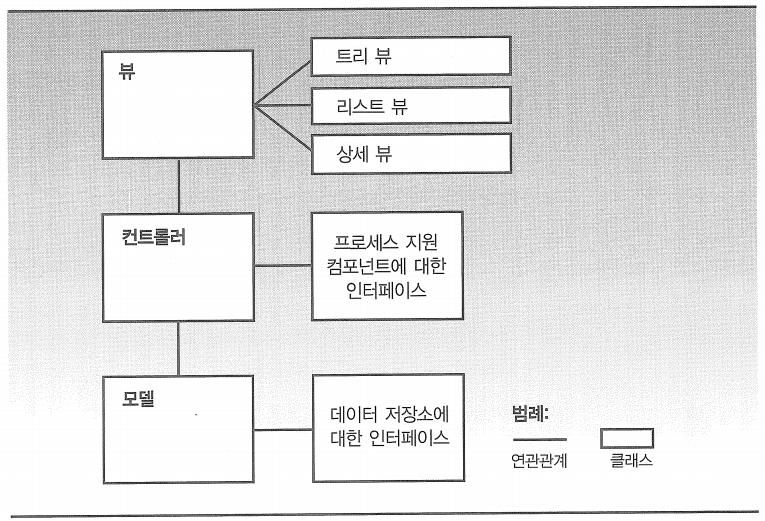 뷰
트리 뷰
리스트 뷰
상세 뷰
컨트롤러
프로세스 지원
컴포넌트에 대한
인터페이스
모델
데이터 저장소에
대한 인터페이스
범례:
연관관계
클래스